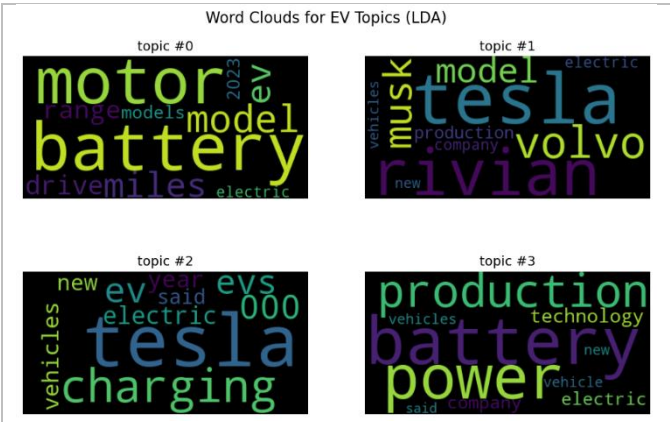 Word Clouds for EV Topics (LDA)
topic #0
motor
2023
ev
range
models
model
battery
drive
miles
electric
topic #1
electric
model
musk
tesla
vehicles
production
company
volvo
rivian
new
topic #2
new
year
ev
said
evs
electric
000
tesla
vehicles
charging
topic #3
production
vehicles
technology
battery
new
power
vehicle
electric
company
said